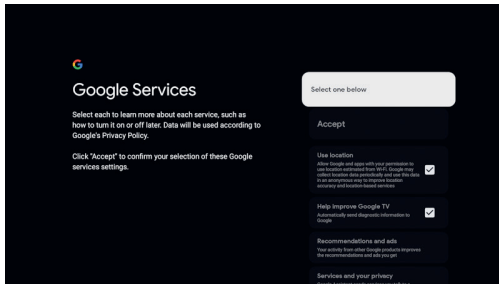 Google Services
Select each to learn more about each service, such as
how to turn it on or off later. Data will be used according to
Google's Privacy Policy.
Click "Accept" to confirm your selection of these Google
services settings.
Select one below
Accept
Use location
Allow Google and apps with your permission to
use location estimated from Wi-Fi. Google may
collect location data periodically and use this data
in an anonymous way to improve location
accuracy and location-based services
Help improve Google TV
Automatically send diagnostic information to
Google
Recommendations and ads
Your activity from other Google products improves
the recommendations and ads you get
Services and your privacy